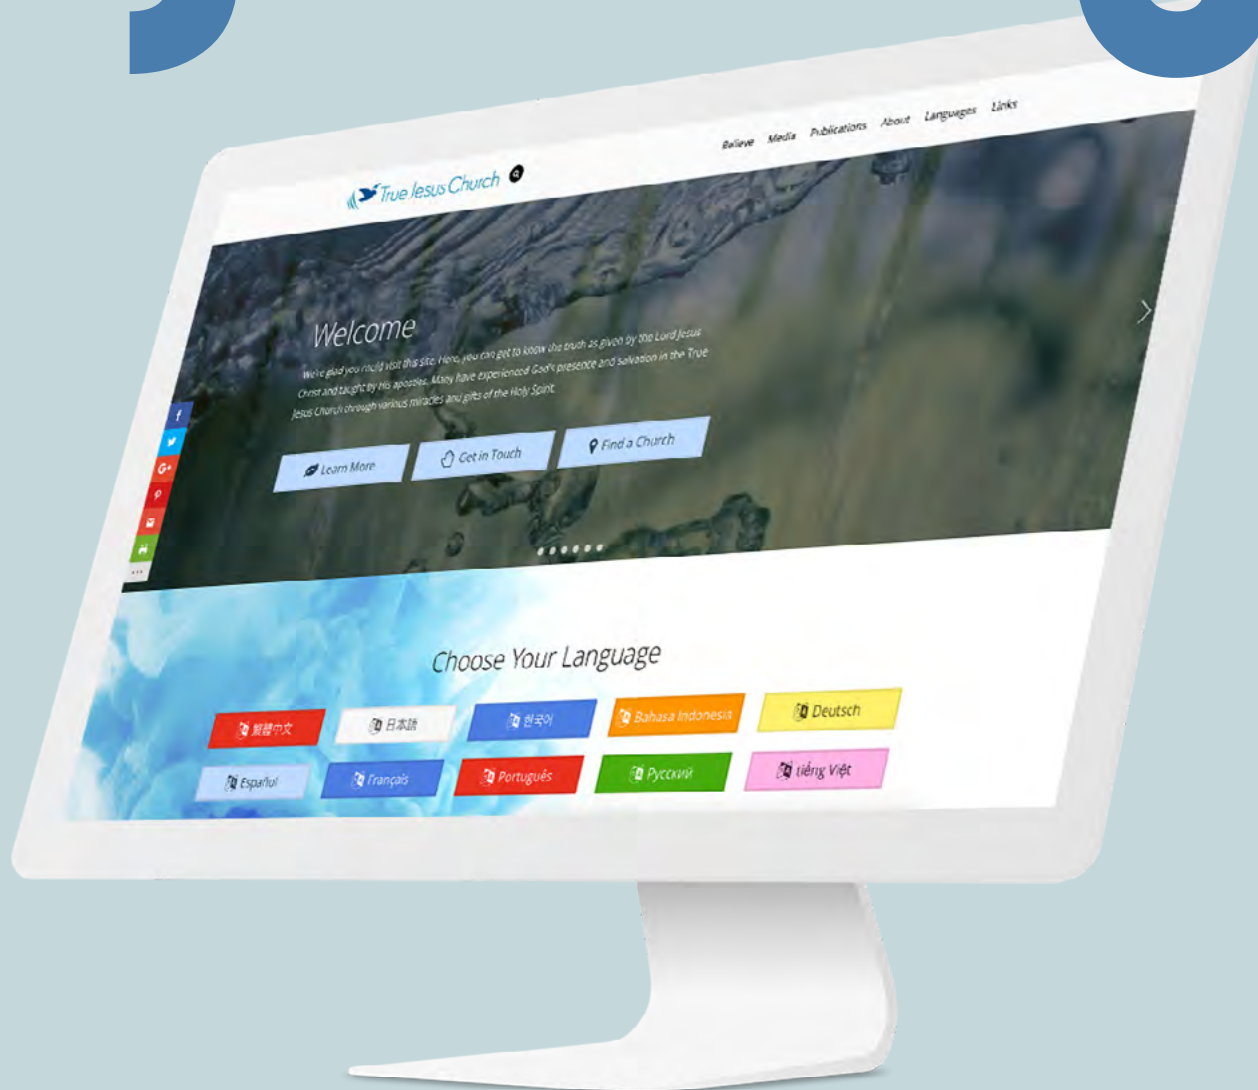 True Jesus Church
Believe Media Publications About Languages Links
Welcome
We're glad you could visit this site. Here, you can get to know the truth as given by the Lord Jesus
Christ and taught by His apostles. Many have experienced God's presence and salvation in the True
Jesus Church through various miracles and gifts of the Holy Spirit.
Learn More
Get in Touch
Find a Church
Choose Your Language
繁體中文
日本語
한국어
Bahasa Indonesia
Deutsch
Español
Français
Português
Русский
tiếng Việt